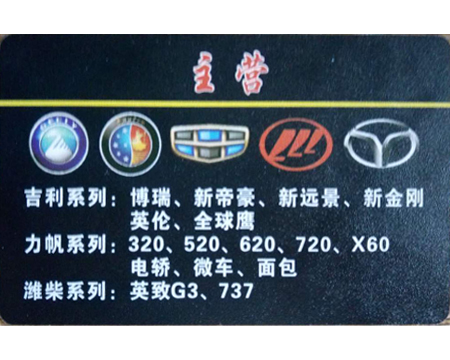 主营
GEELY
吉利系列：博瑞、新帝豪、新远景、新金刚
英伦、全球鹰
力帆系列：320、520、620、720、X60
电轿、微车、面包
潍柴系列：英致G3、737